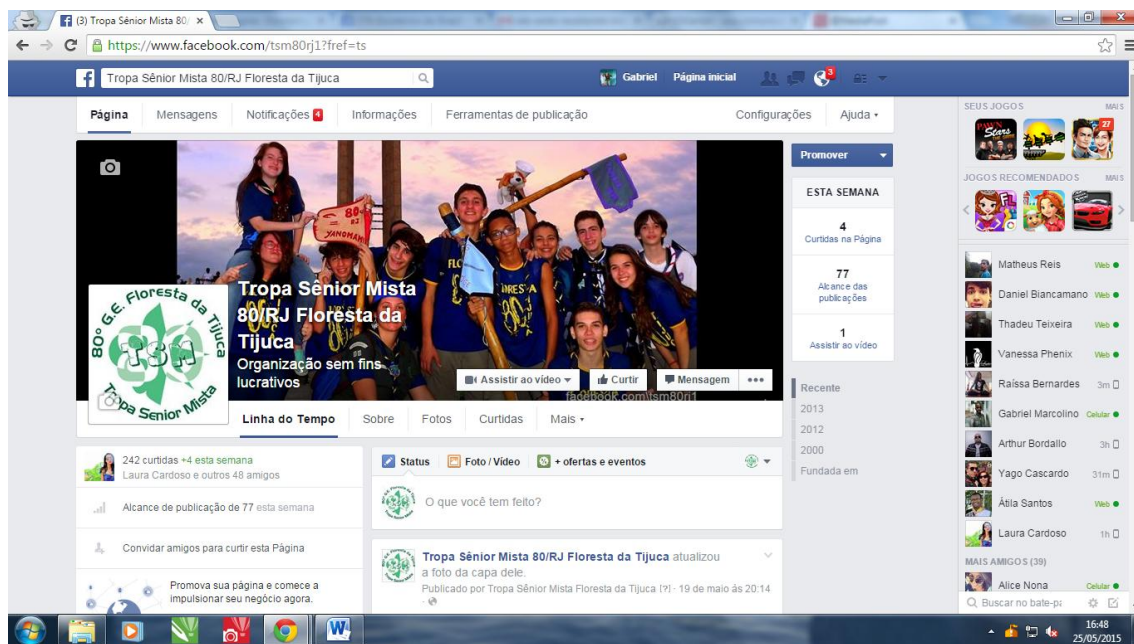 (3) Tropa Sênior Mista 80/
https://www.facebook.com/tsm80rj1?fref=ts
Tropa Sênior Mista 80/RJ Floresta da Tijuca
Gabriel Página inicial
3
Página Mensagens Notificações 4 Informações Ferramentas de publicação Configurações Ajuda
80
RJ
YANOMAMI
80º G.E. Floresta da Tijuca
TSM
Tropa Senior Mista
Tropa Sênior Mista
80/RJ Floresta da
Tijuca
Organização sem fins
lucrativos
Assistir ao vídeo Curtir Mensagem
facebook.com\tsm80rj1
Linha do Tempo Sobre Fotos Curtidas Mais
242 curtidas +4 esta semana
Laura Cardoso e outros 48 amigos
Alcance de publicação de 77 esta semana
Convidar amigos para curtir esta Página
Promova sua página e comece a
impulsionar seu negócio agora.
Status Foto / Vídeo + ofertas e eventos
O que você tem feito?
Tropa Sênior Mista 80/RJ Floresta da Tijuca atualizou
a foto da capa dele.
Publicado por Tropa Sênior Mista Floresta da Tijuca [?] · 19 de maio às 20:14
Promover
ESTA SEMANA
4
Curtidas na Página
77
Alcance das
publicações
1
Assistir ao vídeo
Recente
2013
2012
2000
Fundada em
SEUS JOGOS MAIS
PAWN
Stars
27
JOGOS RECOMENDADOS MAIS
FL
Matheus Reis Web
Daniel Biancamano Web
Thadeu Teixeira Web
Vanessa Phenix Web
Raíssa Bernardes 3m
Gabriel Marcolino Celular
Arthur Bordallo 3h
Yago Cascardo 31m
Átila Santos Web
Laura Cardoso 1h
MAIS AMIGOS (39)
Alice Nona Celular
Buscar no bate-pa
16:48
25/05/2015